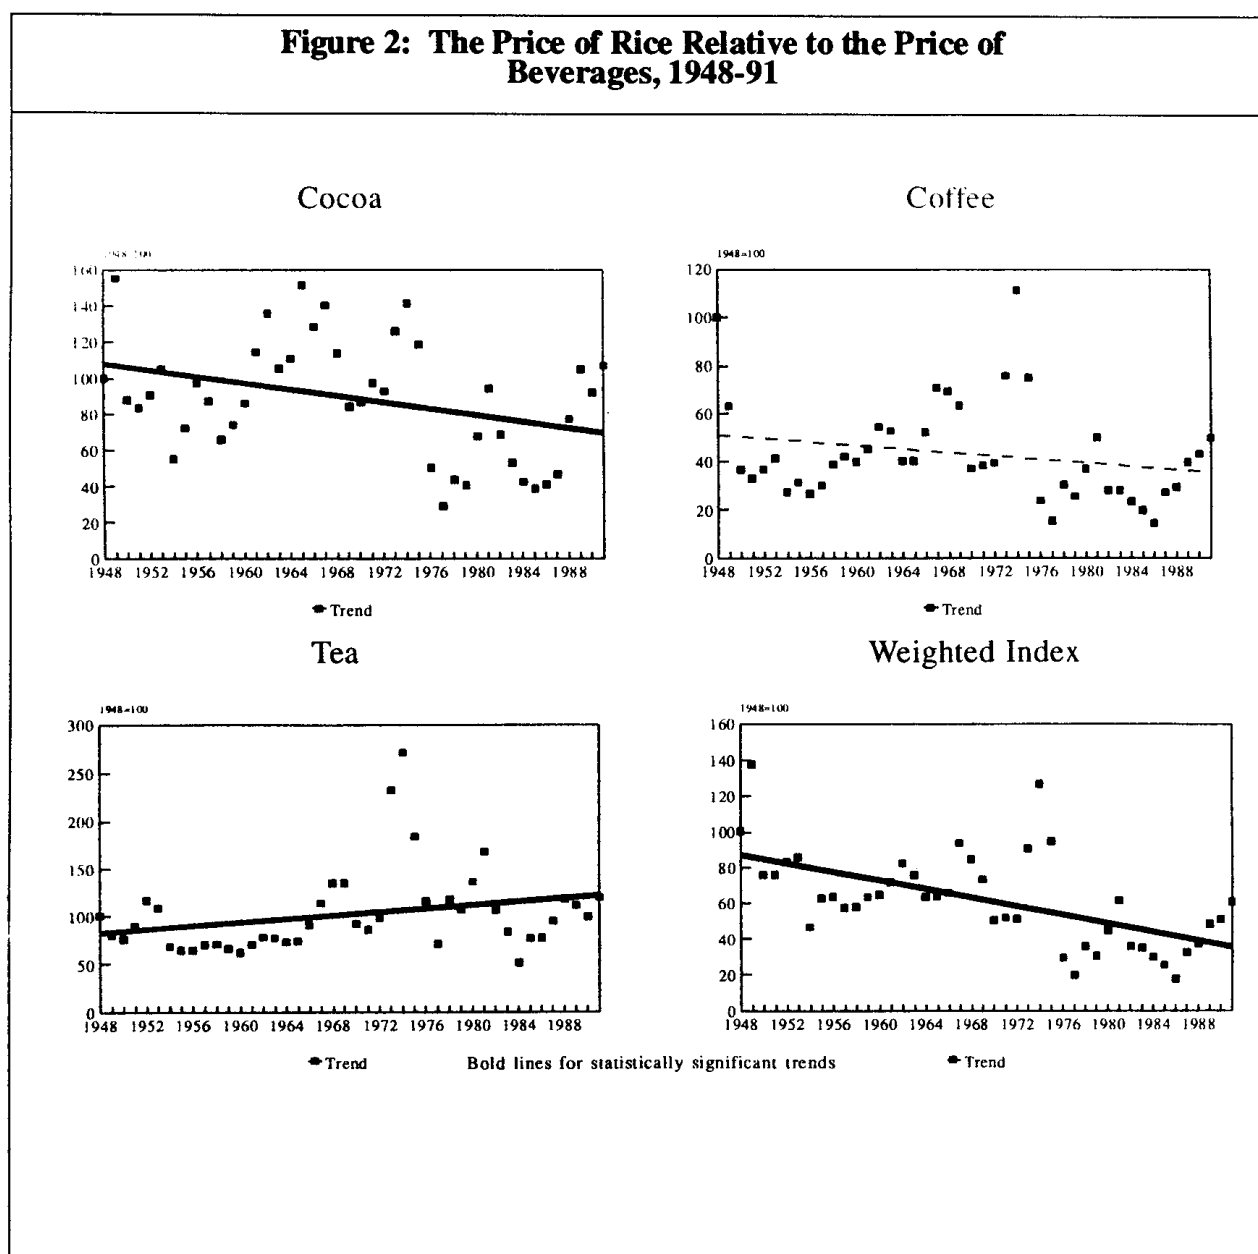 Figure 2: The Price of Rice Relative to the Price of
Beverages, 1948-91
Cocoa
1948=100
160
140
120
100
80
60
40
20
0
1948 1952 1956 1960 1964 1968 1972 1976 1980 1984 1988
Trend
Coffee
1948=100
120
100
80
60
40
20
0
1948 1952 1956 1960 1964 1968 1972 1976 1980 1984 1988
Trend
Tea
1948=100
300
250
200
150
100
50
0
1948 1952 1956 1960 1964 1968 1972 1976 1980 1984 1988
Trend
Weighted Index
1948=100
160
140
120
100
80
60
40
20
0
1948 1952 1956 1960 1964 1968 1972 1976 1980 1984 1988
Trend
Bold lines for statistically significant trends